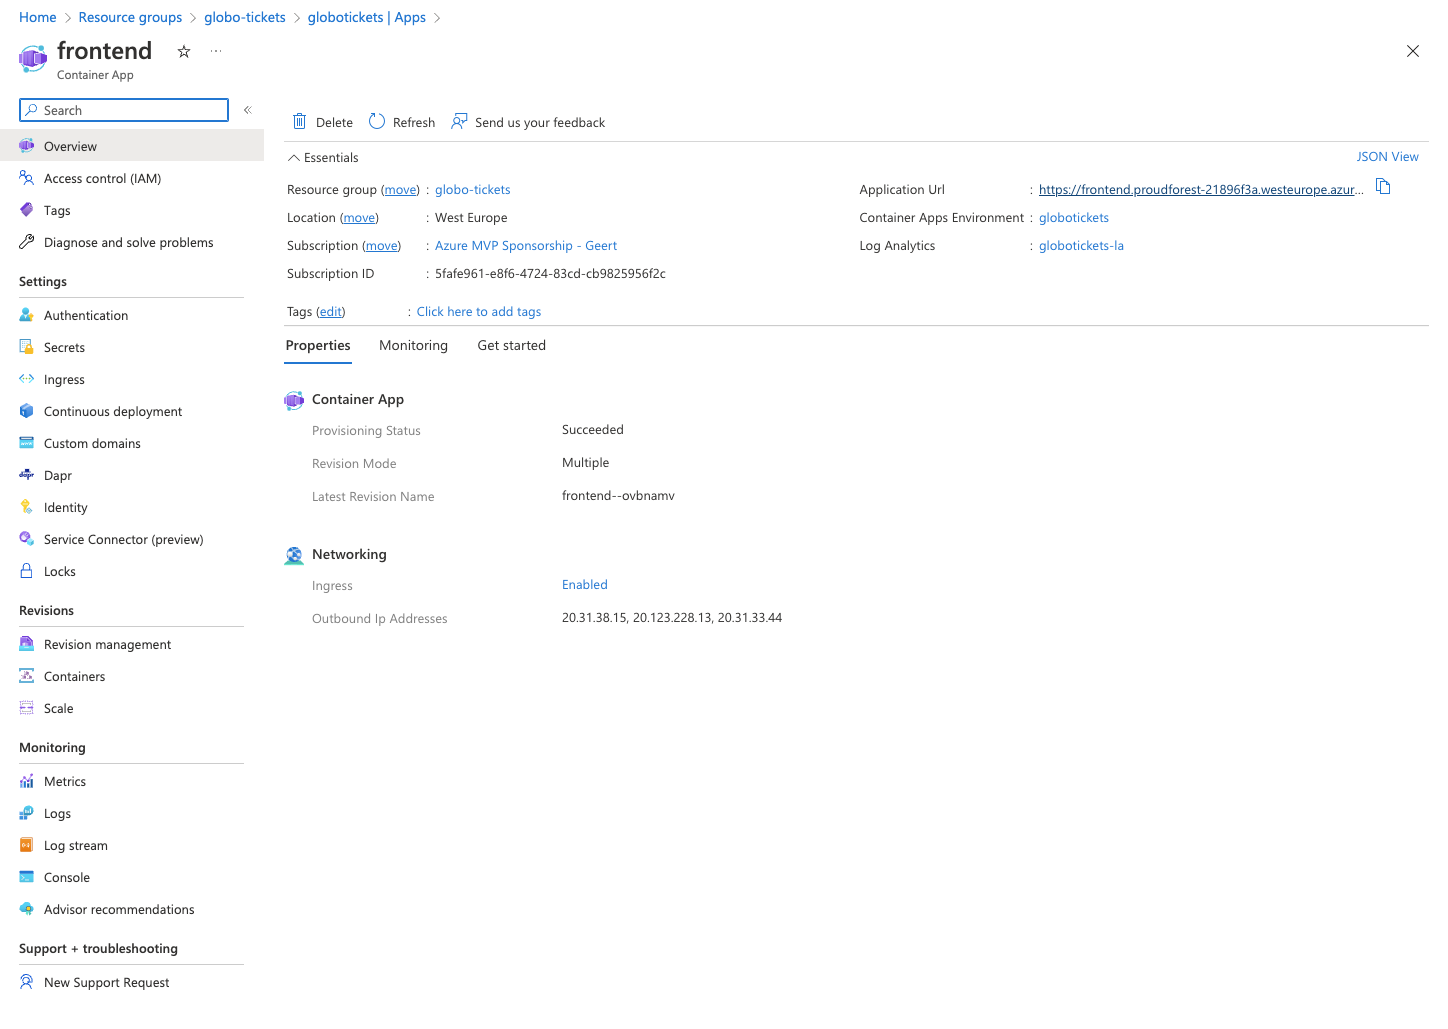 Home > Resource groups > globo-tickets > globotickets | Apps >
frontend
Container App
Search
«
Overview
Access control (IAM)
Tags
Diagnose and solve problems
Settings
Authentication
Secrets
Ingress
Continuous deployment
Custom domains
dapr Dapr
Identity
Service Connector (preview)
Locks
Revisions
Revision management
Containers
Scale
Monitoring
Metrics
Logs
Log stream
Console
Advisor recommendations
Support + troubleshooting
New Support Request
Delete Refresh Send us your feedback
Essentials JSON View
Resource group (move) : globo-tickets
Location (move) : West Europe
Subscription (move) : Azure MVP Sponsorship - Geert
Subscription ID : 5fafe961-e8f6-4724-83cd-cb9825956f2c
Application Url : https://frontend.proudforest-21896f3a.westeurope.azur...
Container Apps Environment : globotickets
Log Analytics : globotickets-la
Tags (edit) : Click here to add tags
Properties Monitoring Get started
Container App
Provisioning Status Succeeded
Revision Mode Multiple
Latest Revision Name frontend--ovbnamv
Networking
Ingress Enabled
Outbound Ip Addresses 20.31.38.15, 20.123.228.13, 20.31.33.44